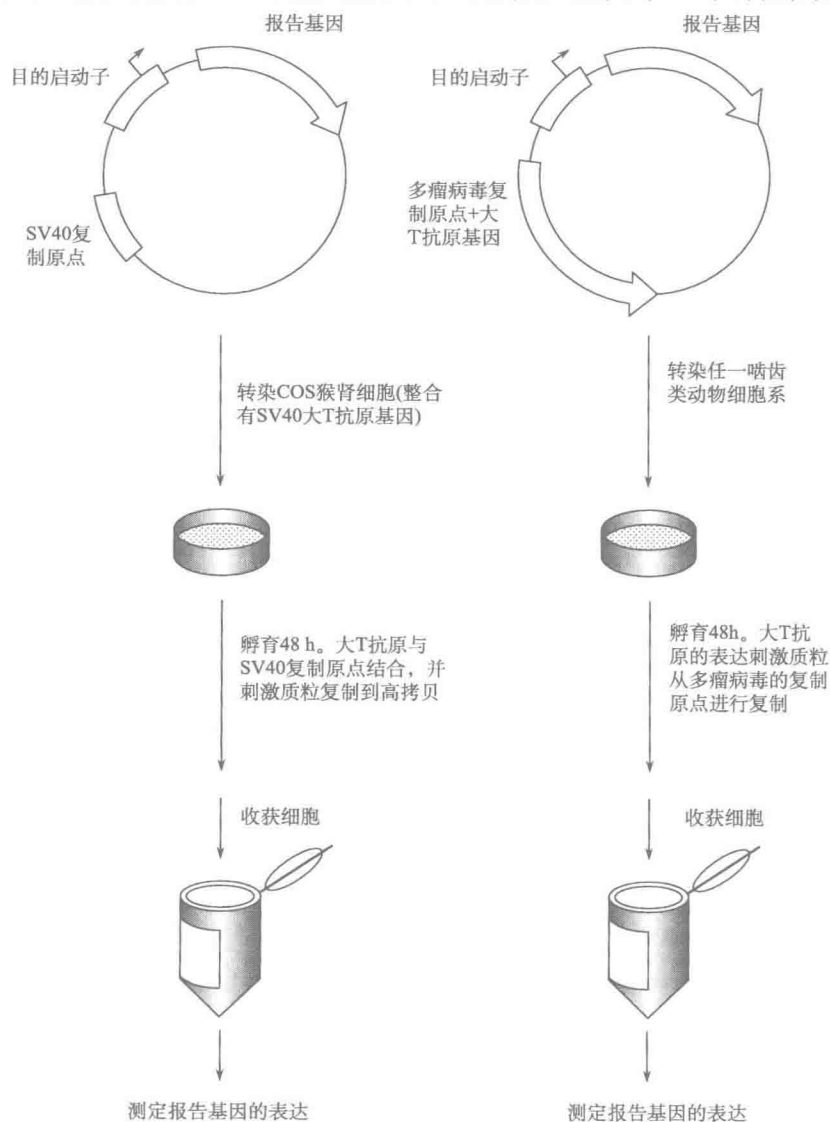 报告基因
目的启动子
SV40复
制原点
转染COS猴肾细胞(整合
有SV40大T抗原基因)
孵育48 h。大T抗原与
SV40复制原点结合，并
刺激质粒复制到高拷贝
收获细胞
测定报告基因的表达
报告基因
目的启动子
多瘤病毒复
制原点+大
T抗原基因
转染任一啮齿
类动物细胞系
孵育48h。大T抗
原的表达刺激质粒
从多瘤病毒的复制
原点进行复制
收获细胞
测定报告基因的表达